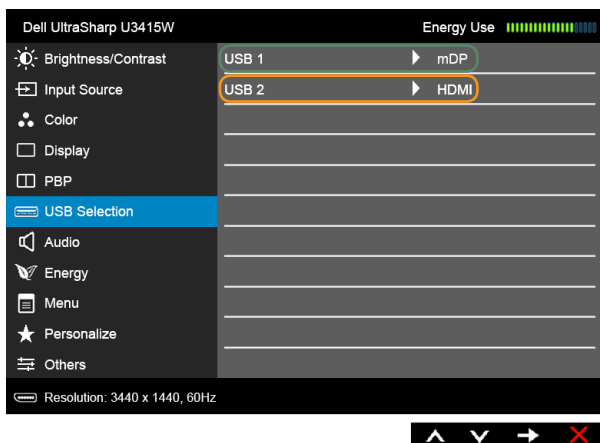 Dell UltraSharp U3415W Energy Use
Brightness/Contrast USB 1 mDP
Input Source USB 2 HDMI
Color
Display
PBP
USB Selection
Audio
Energy
Menu
Personalize
Others
Resolution: 3440 x 1440, 60Hz